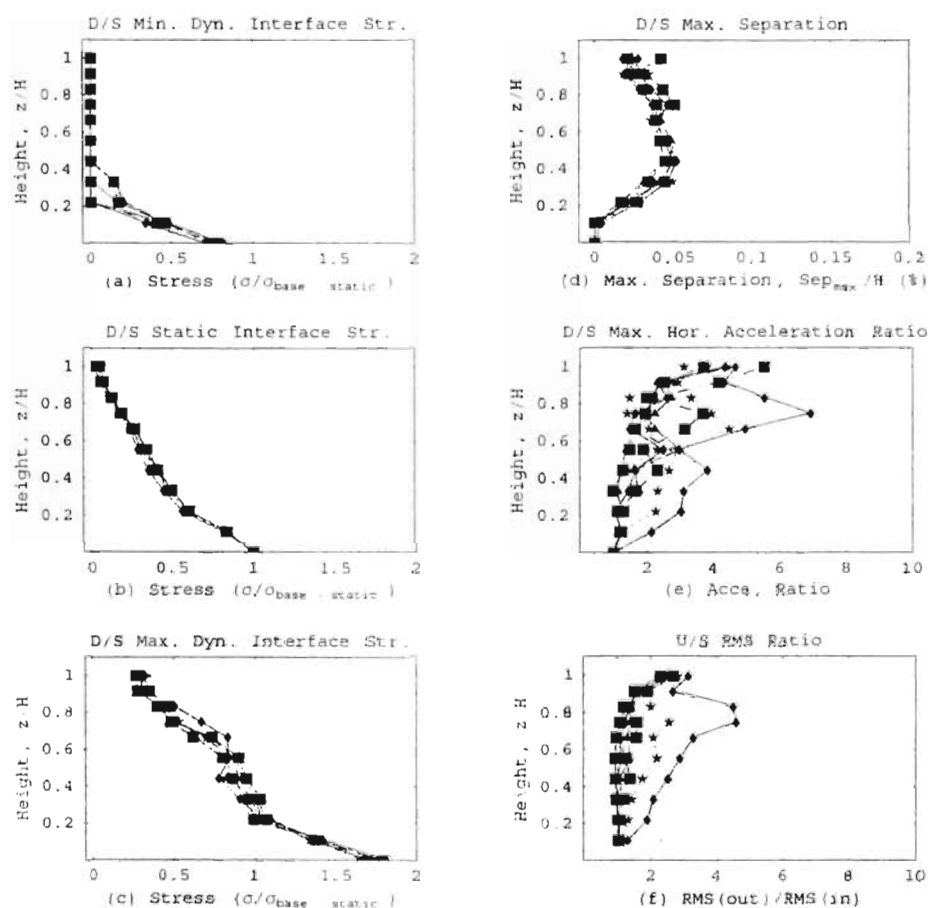 D/S Min. Dyn. Interface Str.
Height, z/H
1
0.8
0.6
0.4
0.2
0 0.5 1 1.5 2
(a) Stress (σ/σbase static)
D/S Static Interface Str.
Height, z/H
1
0.8
0.6
0.4
0.2
0 0.5 1 1.5 2
(b) Stress (σ/σbase static)
D/S Max. Dyn. Interface Str.
Height, z/H
1
0.8
0.6
0.4
0.2
0 0.5 1 1.5 2
(c) Stress (σ/σbase static)
D/S Max. Separation
Height, z/H
1
0.8
0.6
0.4
0.2
0 0.05 0.1 0.15 0.2
(d) Max. Separation, Sepmax/H (%)
D/S Max. Hor. Acceleration Ratio
Height, z/H
1
0.8
0.6
0.4
0.2
2 4 6 8 10
(e) Acce. Ratio
U/S RMS Ratio
Height, z/H
1
0.8
0.6
0.4
0.2
2 4 6 8 10
(f) RMS(out)/RMS(in)